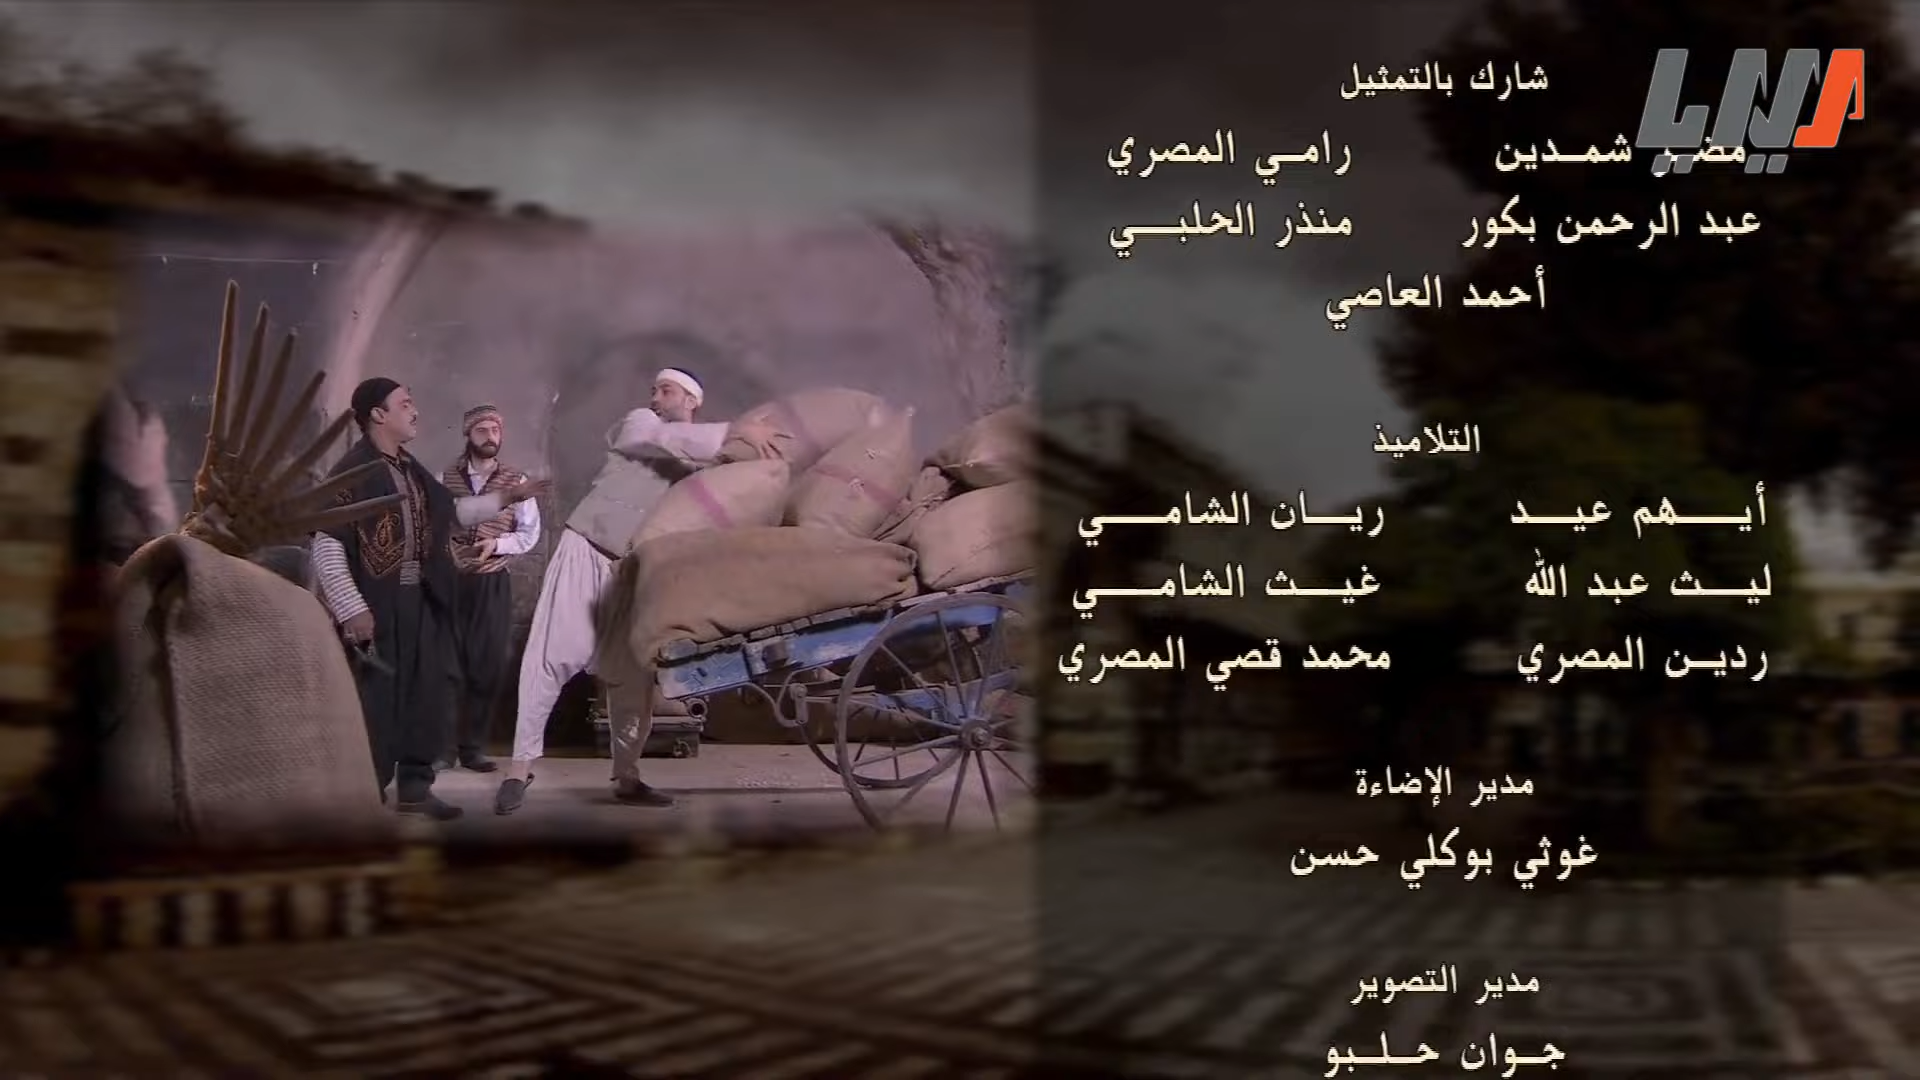 شارك بالتمثيل
مضر شمدين رامي المصري
عبد الرحمن بكور منذر الحلبي
أحمد العاصي
التلاميذ
أيهم عيد ريان الشامي
ليث عبد الله غيث الشامي
ردين المصري محمد قصي المصري
مدير الإضاءة
غوثي بوكلي حسن
مدير التصوير
جوان حلبو